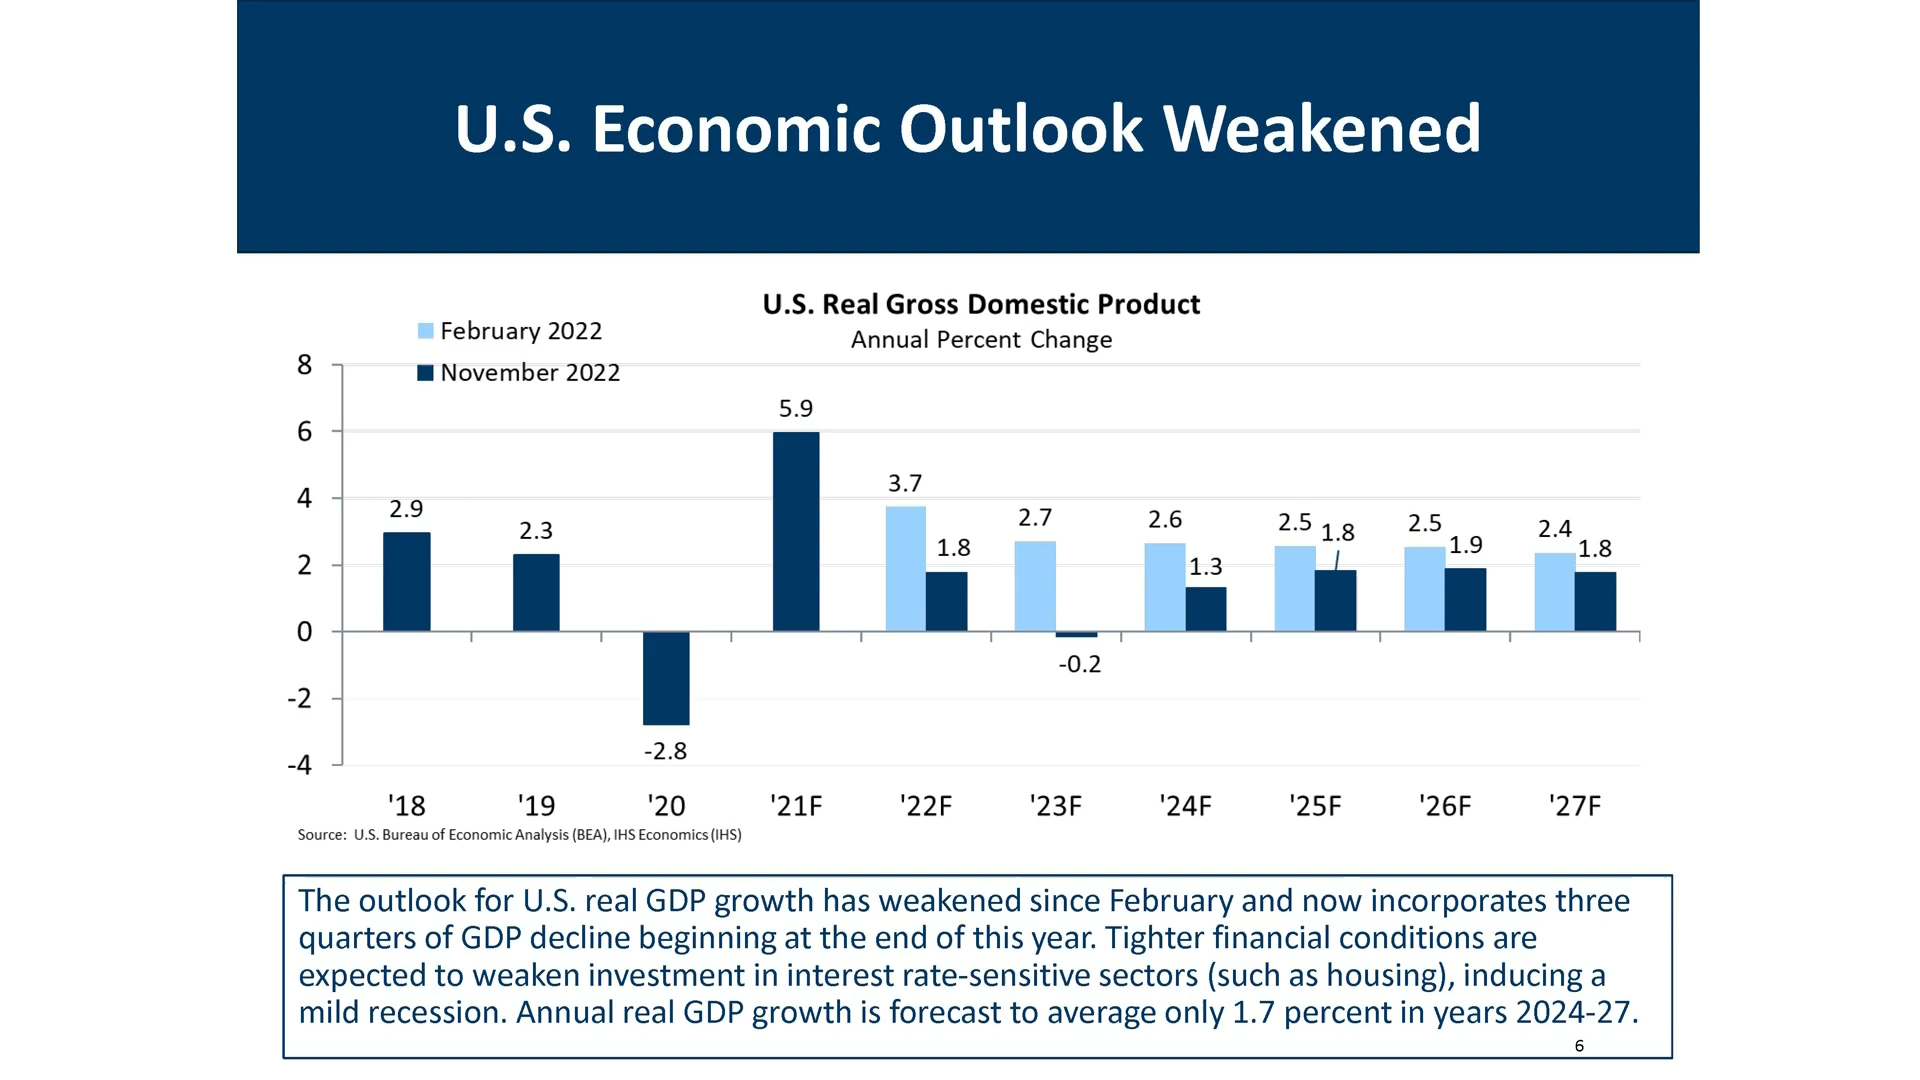 U.S. Economic Outlook Weakened
U.S. Real Gross Domestic Product
Annual Percent Change
February 2022
November 2022
8
6
4
2
0
-2
-4
2.9
2.3
-2.8
5.9
3.7
1.8
2.7
-0.2
2.6
1.3
2.5
1.8
2.5
1.9
2.4
1.8
'18 '19 '20 '21F '22F '23F '24F '25F '26F '27F
Source: U.S. Bureau of Economic Analysis (BEA), IHS Economics (IHS)
The outlook for U.S. real GDP growth has weakened since February and now incorporates three
quarters of GDP decline beginning at the end of this year. Tighter financial conditions are
expected to weaken investment in interest rate-sensitive sectors (such as housing), inducing a
mild recession. Annual real GDP growth is forecast to average only 1.7 percent in years 2024-27.
6